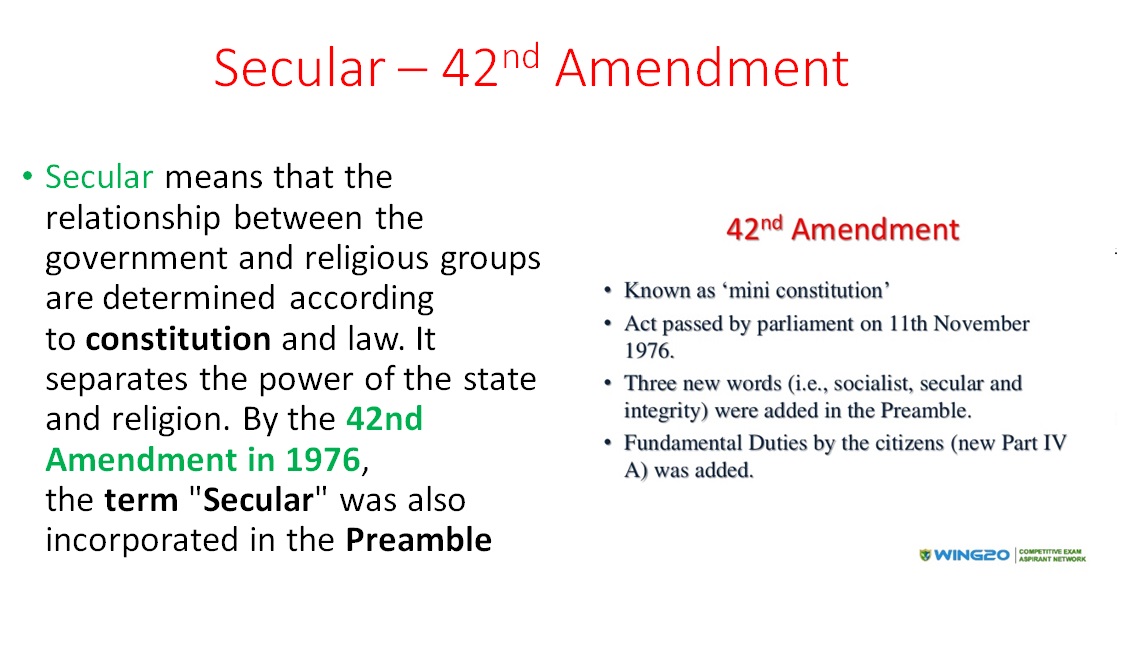 Secular – 42nd Amendment
• Secular means that the
relationship between the
government and religious groups
are determined according
to constitution and law. It
separates the power of the state
and religion. By the 42nd
Amendment in 1976,
the term "Secular" was also
incorporated in the Preamble
42nd Amendment
• Known as ‘mini constitution’
• Act passed by parliament on 11th November
1976.
• Three new words (i.e., socialist, secular and
integrity) were added in the Preamble.
• Fundamental Duties by the citizens (new Part IV
A) was added.
WING20 COMPETITIVE EXAM
ASPIRANT NETWORK